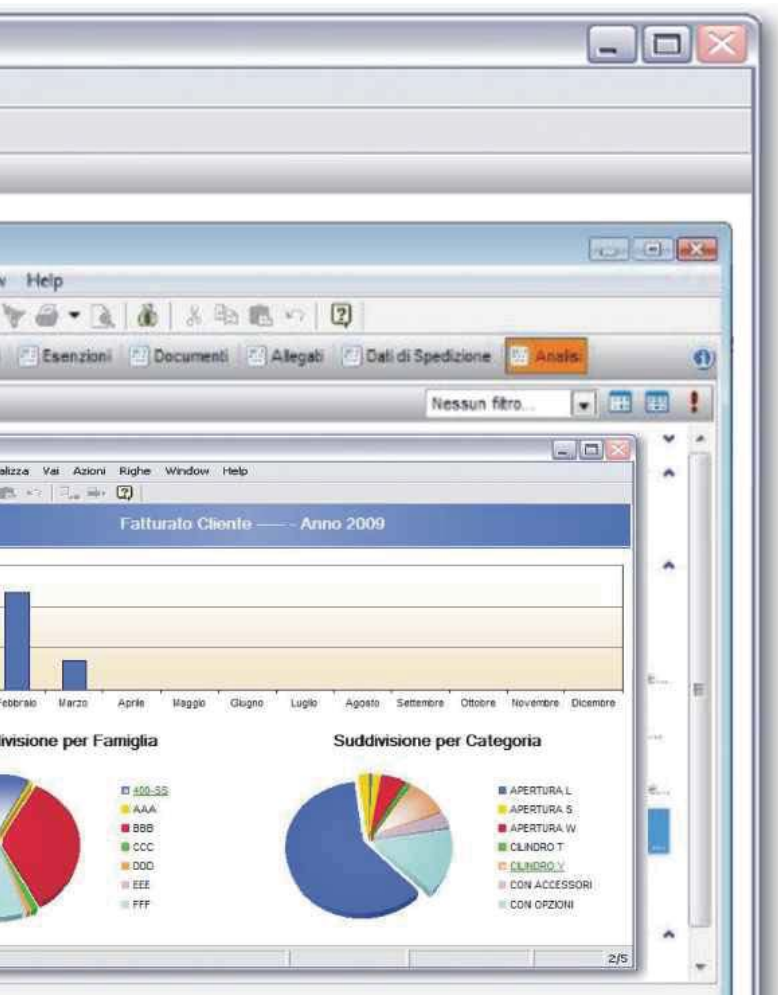 Help
Esenzioni Documenti Allegati Dati di Spedizione Analisi
Nessun filtro...
Vai Azioni Righe Window Help
Fatturato Cliente —— - Anno 2009
Febbraio Marzo Aprile Maggio Giugno Luglio Agosto Settembre Ottobre Novembre Dicembre
ivisione per Famiglia
400-SS
AAA
BBB
CCC
DDD
EEE
FFF
Suddivisione per Categoria
APERTURA L
APERTURA S
APERTURA W
CILINDRO T
CILINDRO Y
CON ACCESSORI
CON OPZIONI
2/5